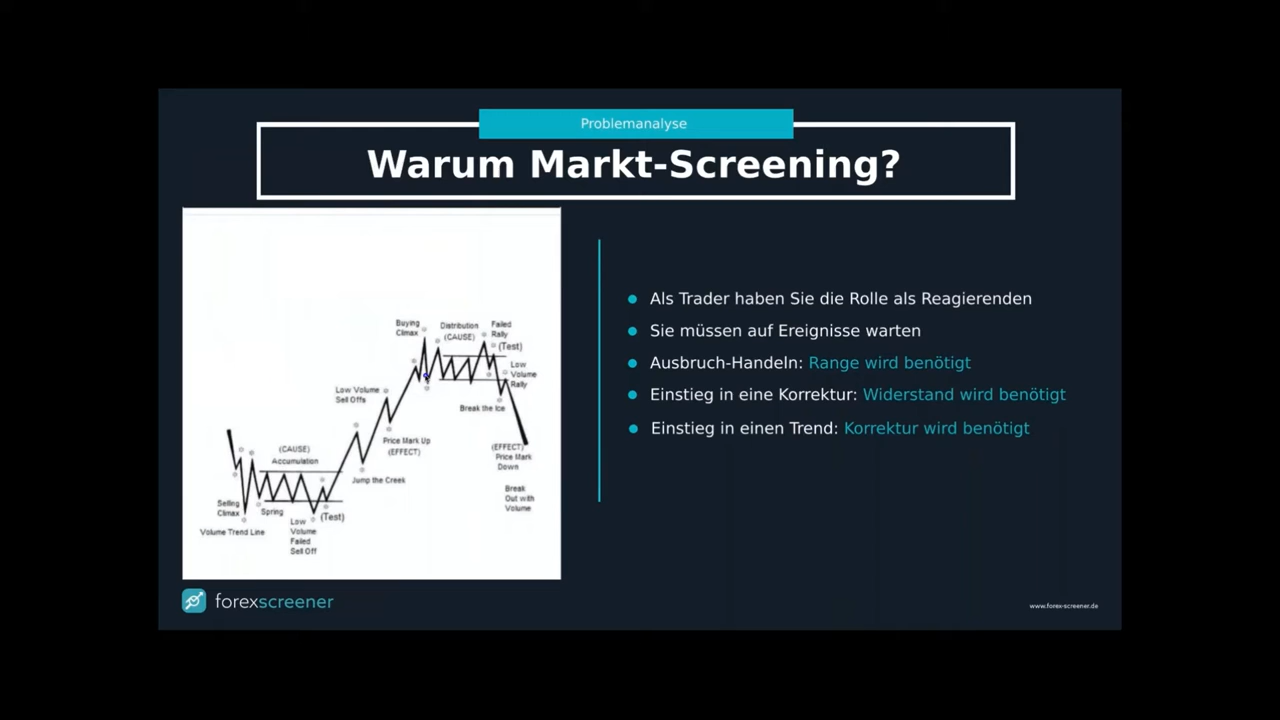 Problemanalyse
Warum Markt-Screening?
Buying
Climax
Distribution
(CAUSE)
Failed
Rally
(Test)
Low
Volume
Rally
Low Volume
Sell Offs
Break the Ice
Price Mark Up
(EFFECT)
(EFFECT)
Price Mark
Down
(CAUSE)
Accumulation
Jump the Creek
Break
Out with
Volume
Selling
Climax
Spring
(Test)
Volume Trend Line
Low
Volume
Failed
Sell Off
Als Trader haben Sie die Rolle als Reagierenden
Sie müssen auf Ereignisse warten
Ausbruch-Handeln: Range wird benötigt
Einstieg in eine Korrektur: Widerstand wird benötigt
Einstieg in einen Trend: Korrektur wird benötigt
forexscreener
www.forex-screener.de